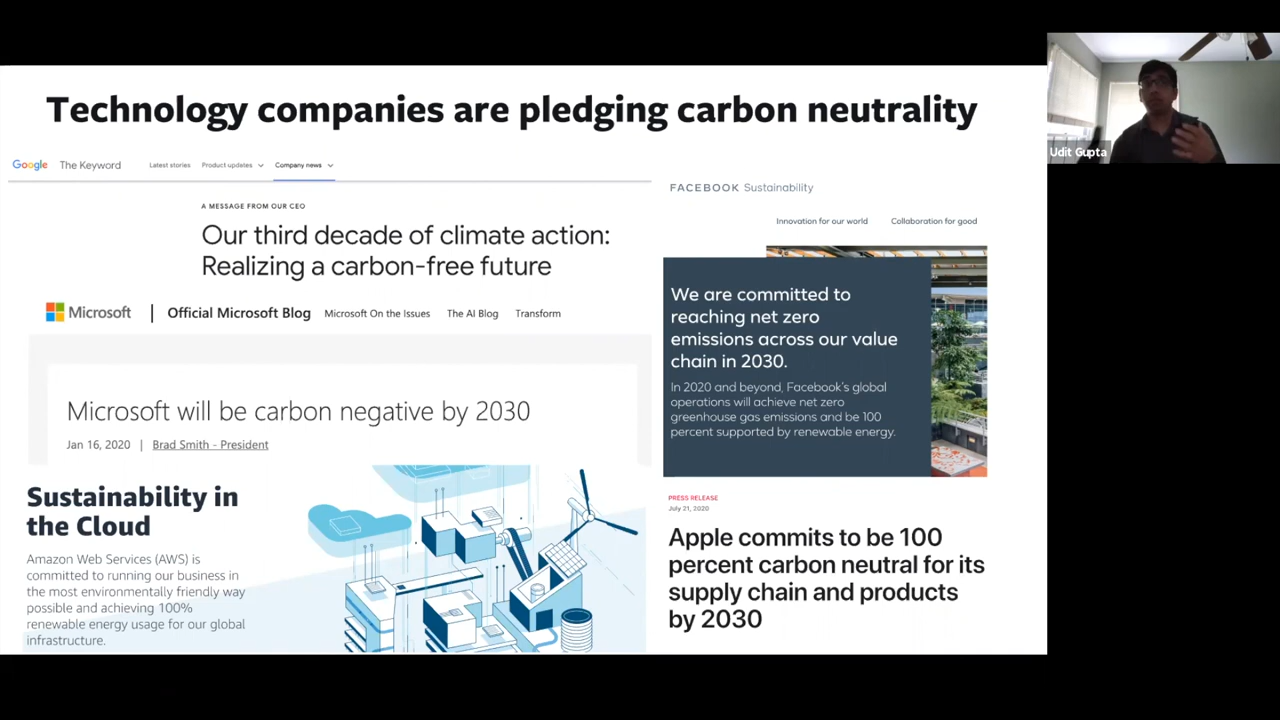 Technology companies are pledging carbon neutrality
Udit Gupta
Google The Keyword Latest stories Product updates Company news
A MESSAGE FROM OUR CEO
Our third decade of climate action:
Realizing a carbon-free future
Microsoft | Official Microsoft Blog Microsoft On the Issues The AI Blog Transform
Microsoft will be carbon negative by 2030
Jan 16, 2020 | Brad Smith - President
Sustainability in
the Cloud
Amazon Web Services (AWS) is
committed to running our business in
the most environmentally friendly way
possible and achieving 100%
renewable energy usage for our global
infrastructure.
FACEBOOK Sustainability
Innovation for our world Collaboration for good
We are committed to
reaching net zero
emissions across our value
chain in 2030.
In 2020 and beyond, Facebook's global
operations will achieve net zero
greenhouse gas emissions and be 100
percent supported by renewable energy.
PRESS RELEASE
July 21, 2020
Apple commits to be 100
percent carbon neutral for its
supply chain and products
by 2030